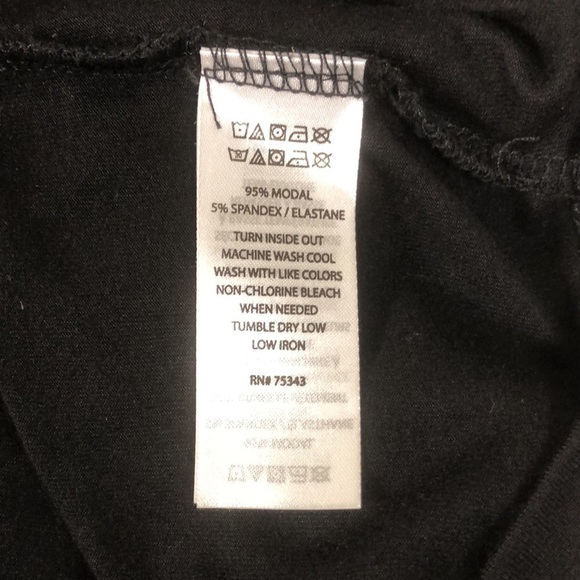 95% MODAL
5% SPANDEX / ELASTANE
TURN INSIDE OUT
MACHINE WASH COOL
WASH WITH LIKE COLORS
NON-CHLORINE BLEACH
WHEN NEEDED
TUMBLE DRY LOW
LOW IRON
RN# 75343